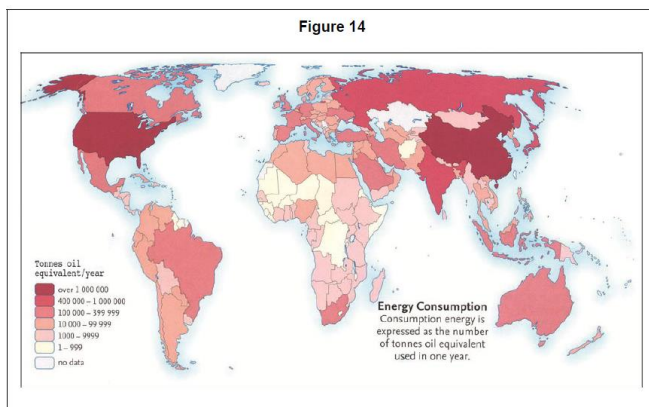 Figure 14
Tonnes oil
equivalent/year
over 1 000 000
400 000 – 1 000 000
100 000 – 399 999
10 000 – 99 999
1000 – 9999
1 – 999
no data
Energy Consumption
Consumption energy is
expressed as the number
of tonnes oil equivalent
used in one year.